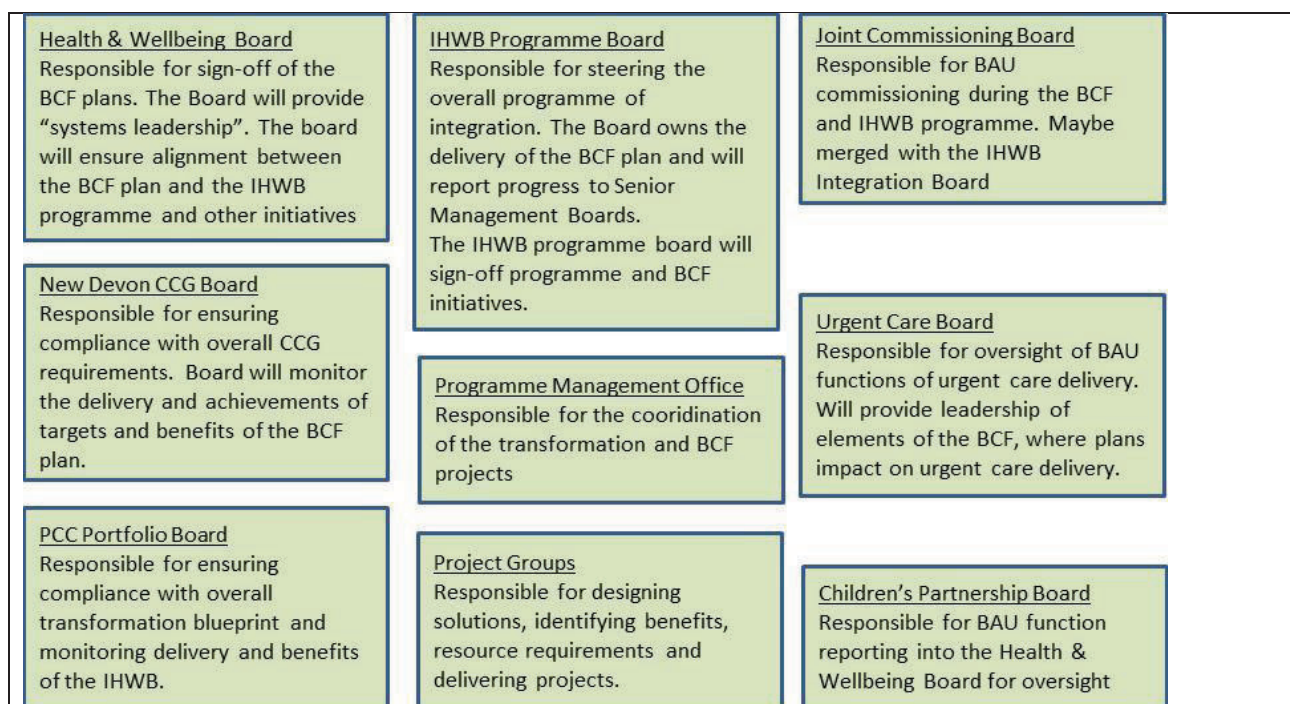 Health & Wellbeing Board
Responsible for sign-off of the
BCF plans. The Board will provide
“systems leadership”. The board
will ensure alignment between
the BCF plan and the IHWB
programme and other initiatives
New Devon CCG Board
Responsible for ensuring
compliance with overall CCG
requirements. Board will monitor
the delivery and achievements of
targets and benefits of the BCF
plan.
PCC Portfolio Board
Responsible for ensuring
compliance with overall
transformation blueprint and
monitoring delivery and benefits
of the IHWB.
IHWB Programme Board
Responsible for steering the
overall programme of
integration. The Board owns the
delivery of the BCF plan and will
report progress to Senior
Management Boards.
The IHWB programme board will
sign-off programme and BCF
initiatives.
Programme Management Office
Responsible for the cooridination
of the transformation and BCF
projects
Project Groups
Responsible for designing
solutions, identifying benefits,
resource requirements and
delivering projects.
Joint Commissioning Board
Responsible for BAU
commissioning during the BCF
and IHWB programme. Maybe
merged with the IHWB
Integration Board
Urgent Care Board
Responsible for oversight of BAU
functions of urgent care delivery.
Will provide leadership of
elements of the BCF, where plans
impact on urgent care delivery.
Children’s Partnership Board
Responsible for BAU function
reporting into the Health &
Wellbeing Board for oversight